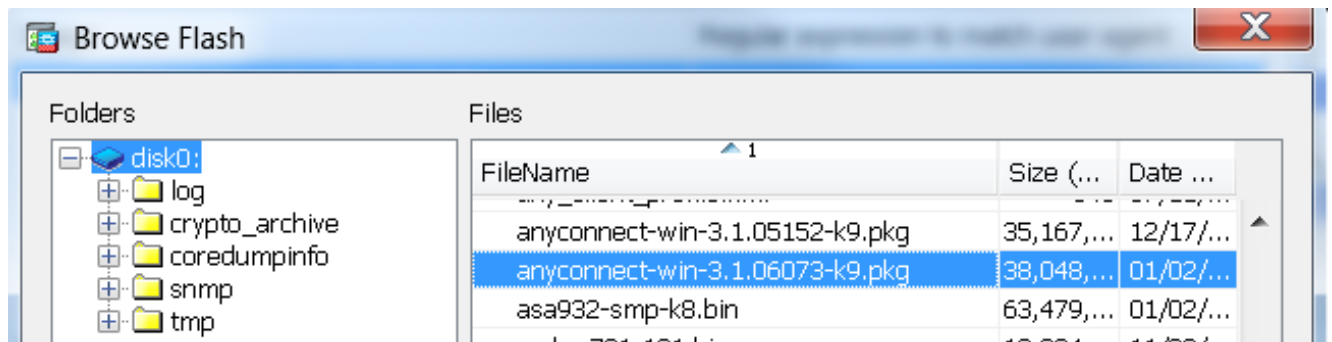 Browse Flash
Folders
Files
disk0:
log
crypto_archive
coredumpinfo
snmp
tmp
1
FileName Size (... Date ...
anyconnect-win-3.1.05152-k9.pkg 35,167,... 12/17/...
anyconnect-win-3.1.06073-k9.pkg 38,048,... 01/02/...
asa932-smp-k8.bin 63,479,... 01/02/...